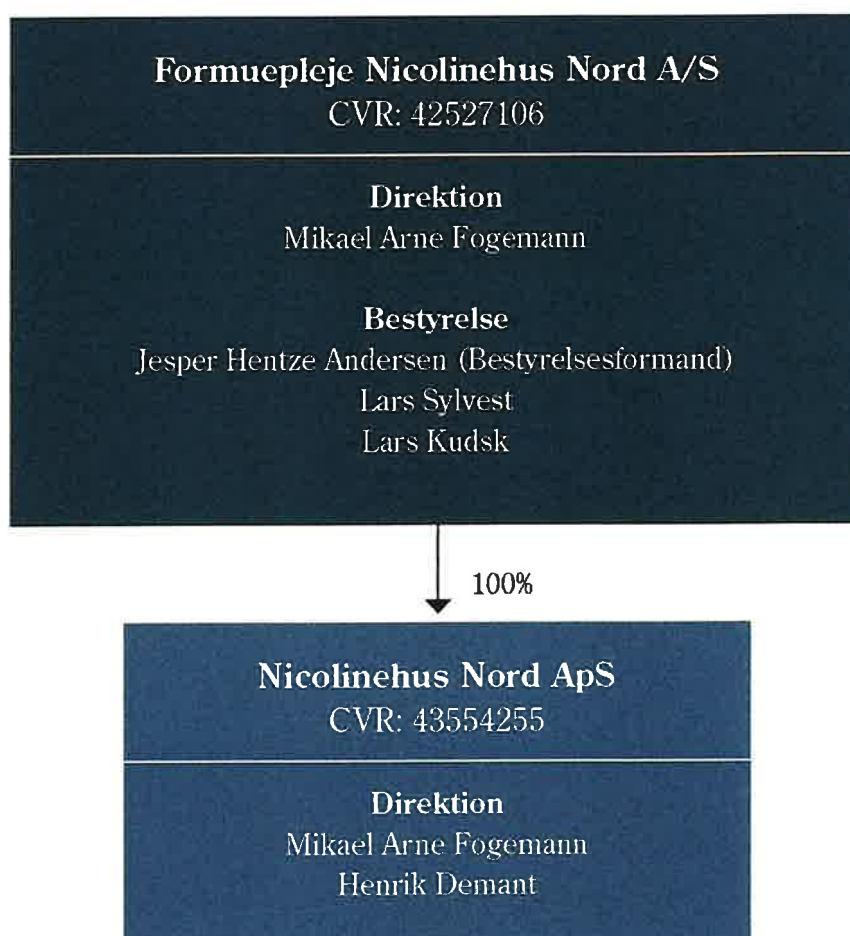 Formuepleje Nicolinehus Nord A/S
CVR: 42527106
Direktion
Mikael Arne Fogemann
Bestyrelse
Jesper Hentze Andersen (Bestyrelsesformand)
Lars Sylvest
Lars Kudsk
100%
Nicolinehus Nord ApS
CVR: 43554255
Direktion
Mikael Arne Fogemann
Henrik Demant